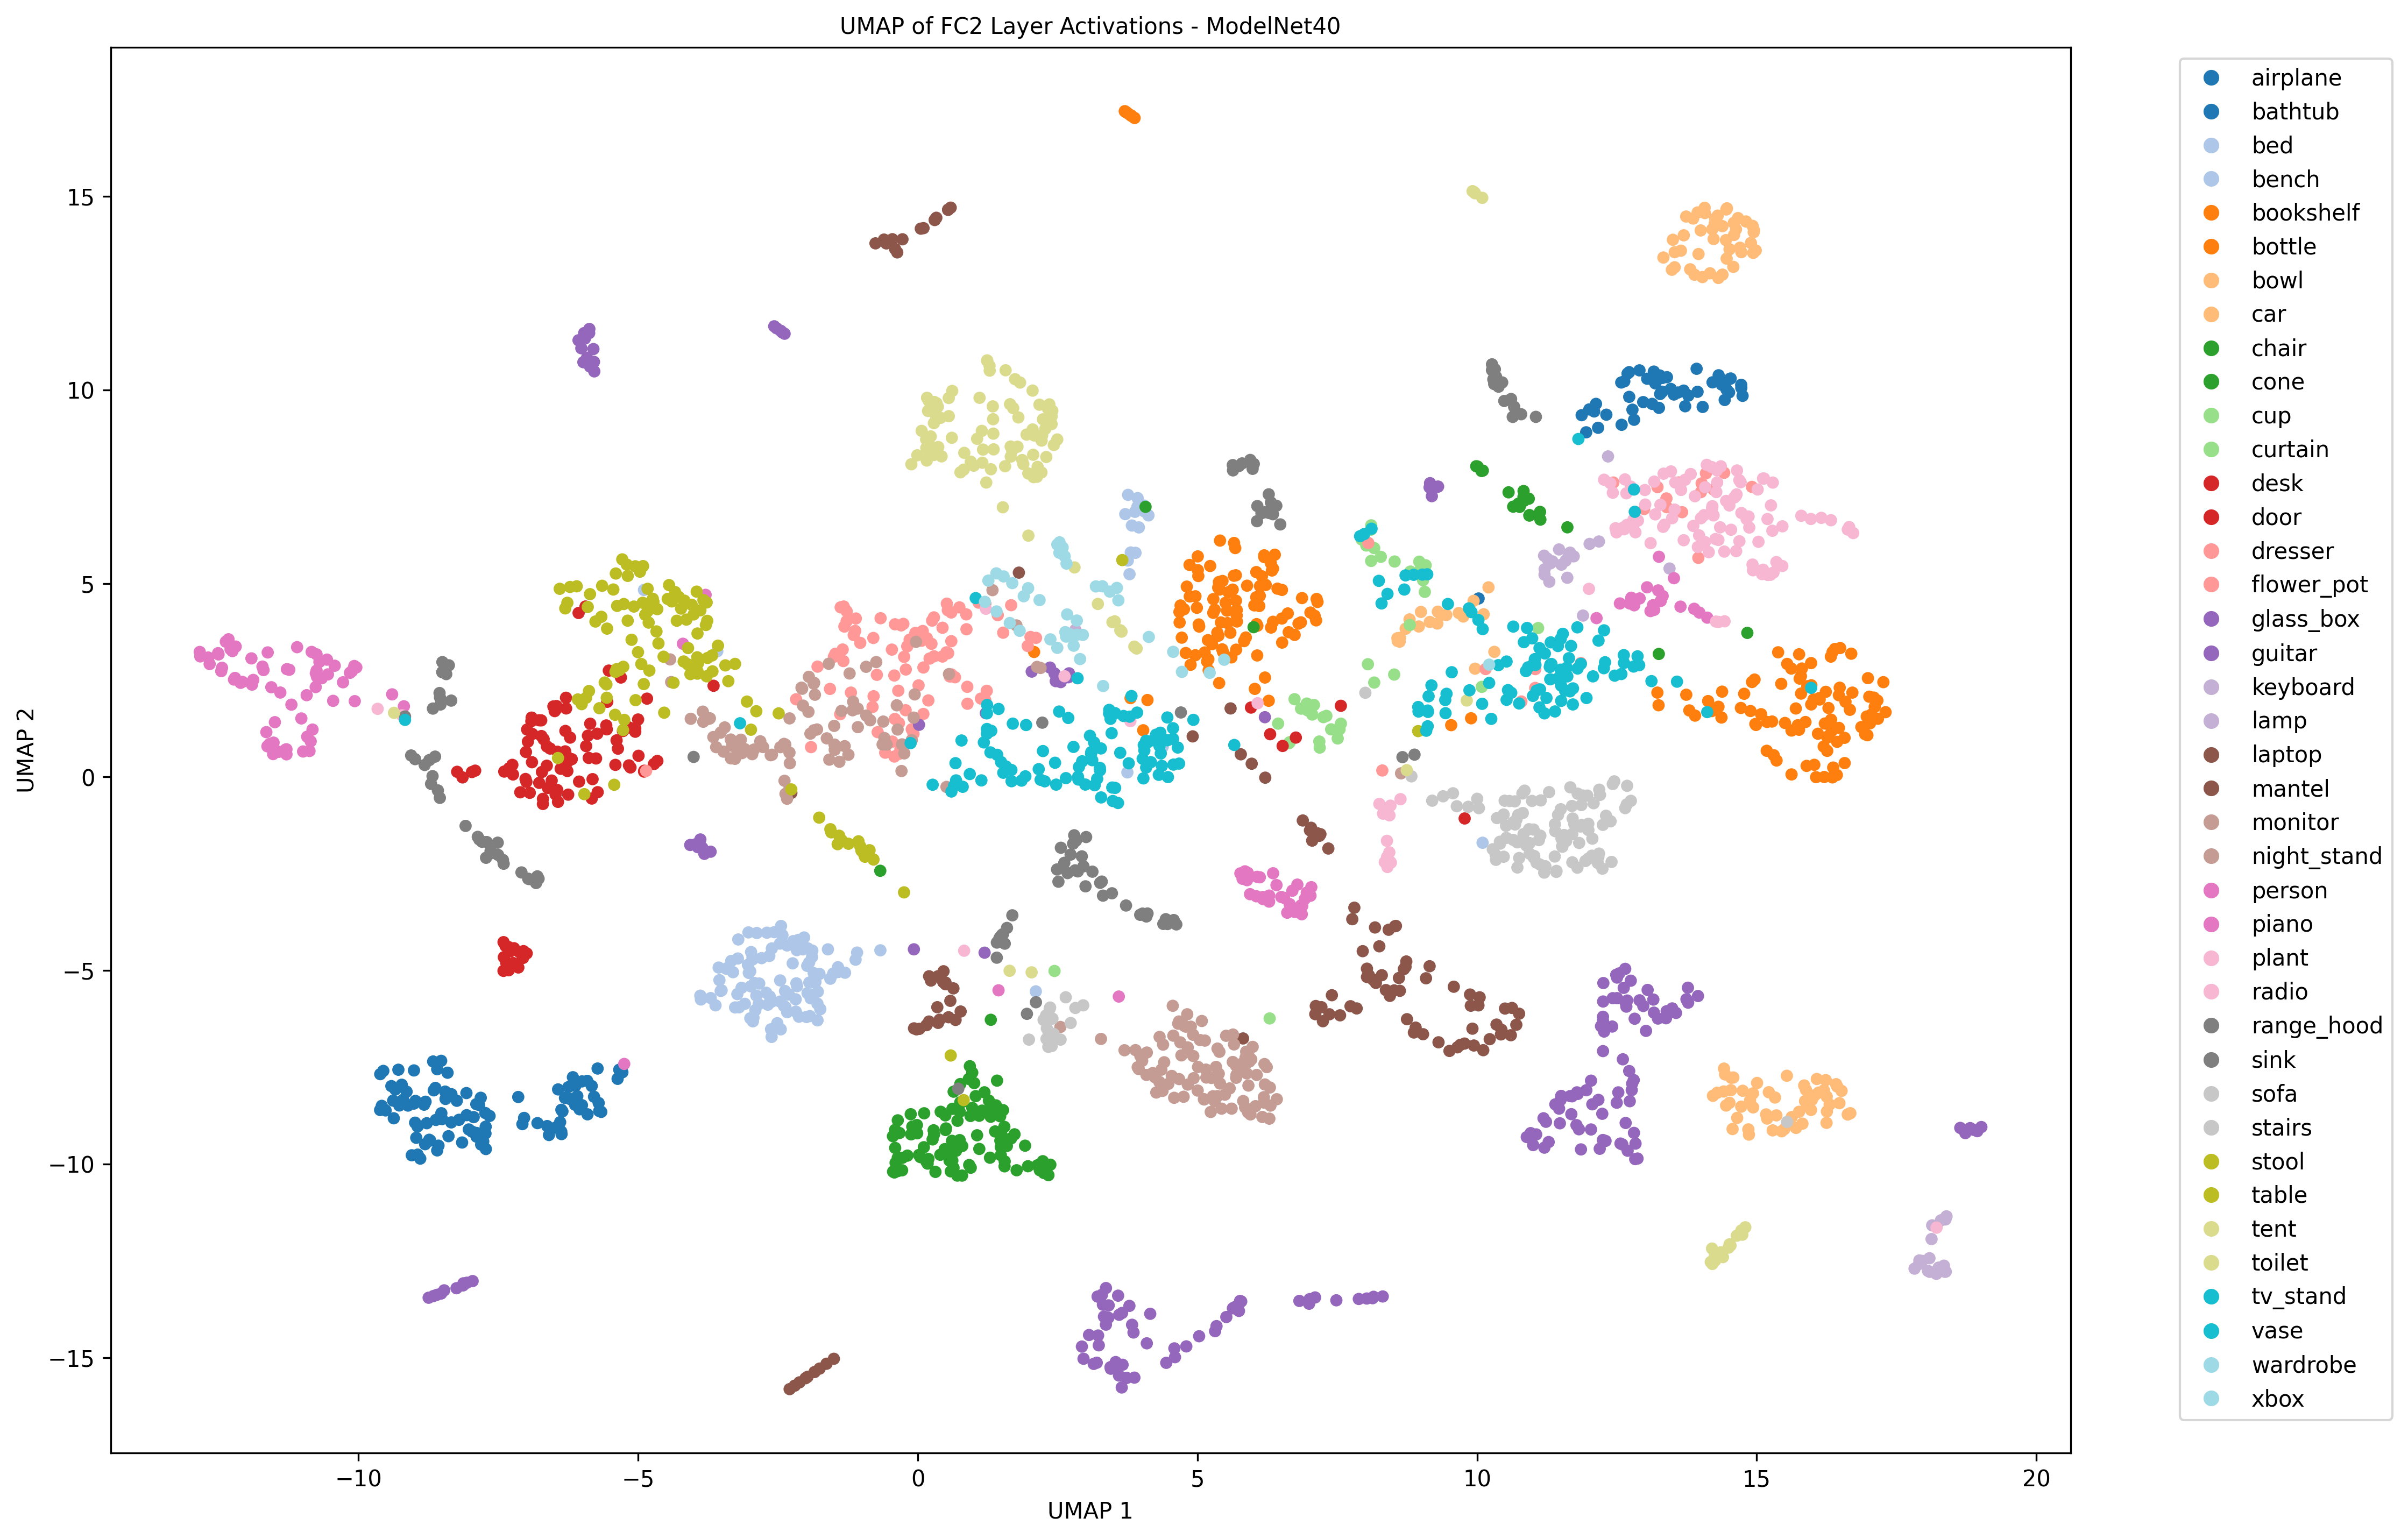 UMAP of FC2 Layer Activations - ModelNet40
15
10
5
0
−5
−10
−15
UMAP 2
−10
−5
0
5
10
15
20
UMAP 1
airplane
bathtub
bed
bench
bookshelf
bottle
bowl
car
chair
cone
cup
curtain
desk
door
dresser
flower_pot
glass_box
guitar
keyboard
lamp
laptop
mantel
monitor
night_stand
person
piano
plant
radio
range_hood
sink
sofa
stairs
stool
table
tent
toilet
tv_stand
vase
wardrobe
xbox